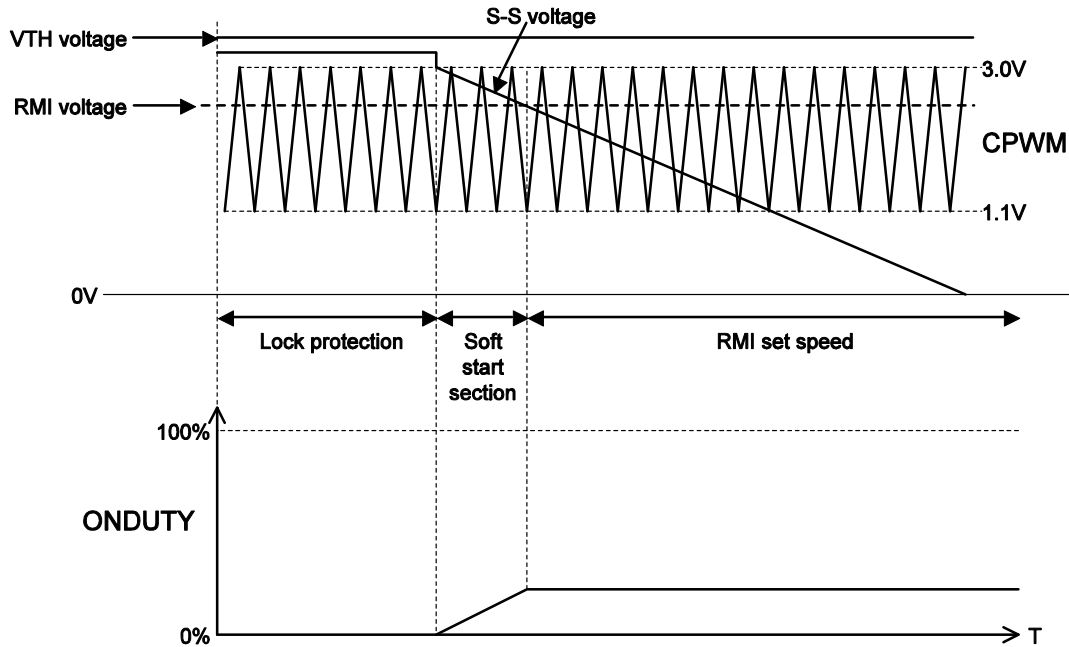 S-S voltage
VTH voltage
3.0V
RMI voltage
CPWM
1.1V
0V
Lock protection
Soft
start
section
RMI set speed
100%
ONDUTY
0%
T